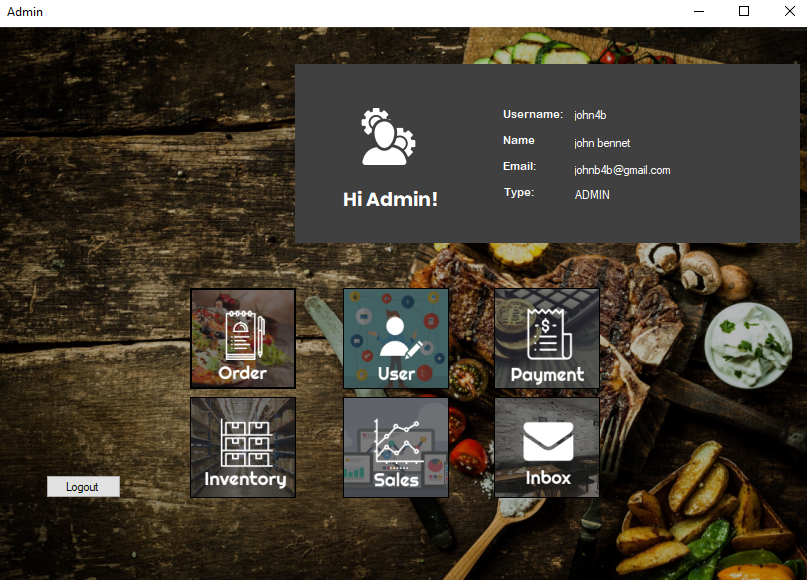 Admin
Username: john4b
Name john bennet
Email: johnb4b@gmail.com
Type: ADMIN
Hi Admin!
Order
User
Payment
Inventory
Sales
Inbox
Logout